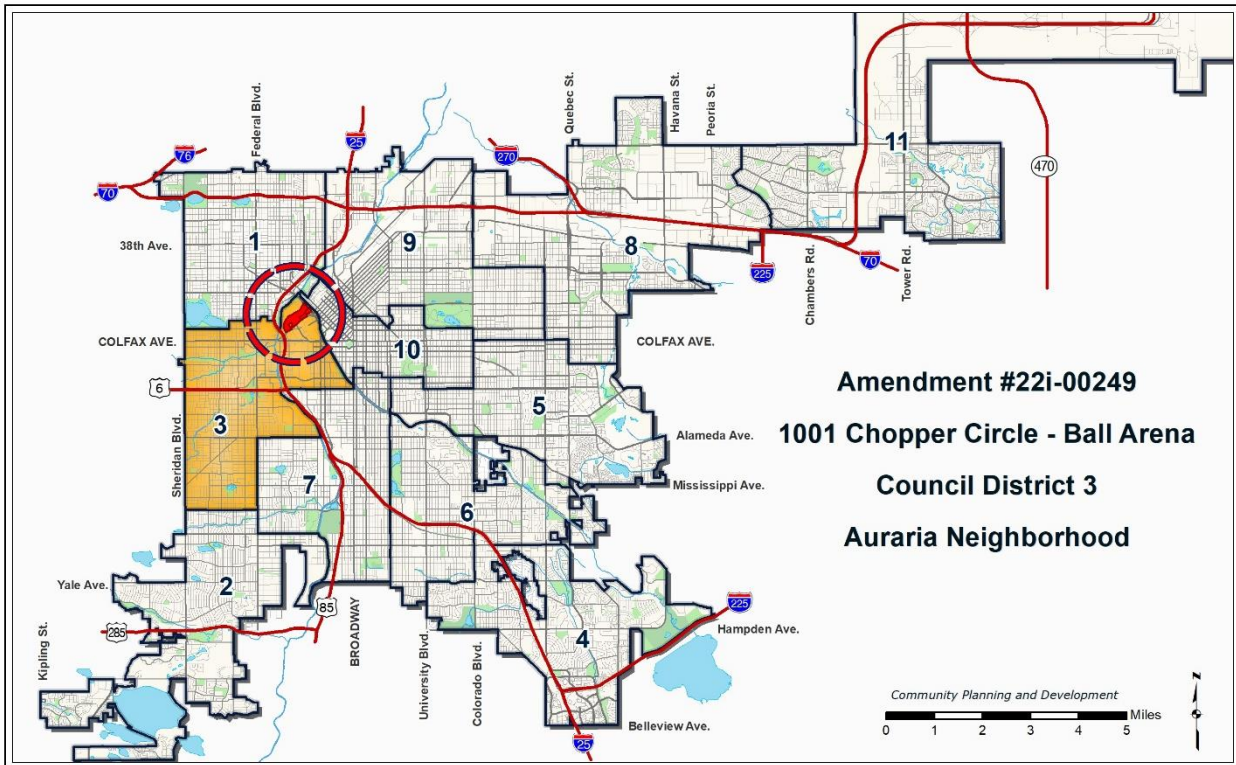 Federal Blvd.
Quebec St.
Havana St.
Peoria St.
76
25
270
70
11
470
38th Ave.
1
9
8
225
Chambers Rd.
70
Tower Rd.
COLFAX AVE.
10
COLFAX AVE.
6
Amendment #22i-00249
1001 Chopper Circle - Ball Arena
Council District 3
Auraria Neighborhood
Sheridan Blvd.
3
5
Alameda Ave.
7
Mississippi Ave.
6
Yale Ave.
2
85
BROADWAY
285
Kipling St.
University Blvd.
Colorado Blvd.
4
225
Hampden Ave.
Belleview Ave.
25
Community Planning and Development
Miles
0 1 2 3 4 5
N